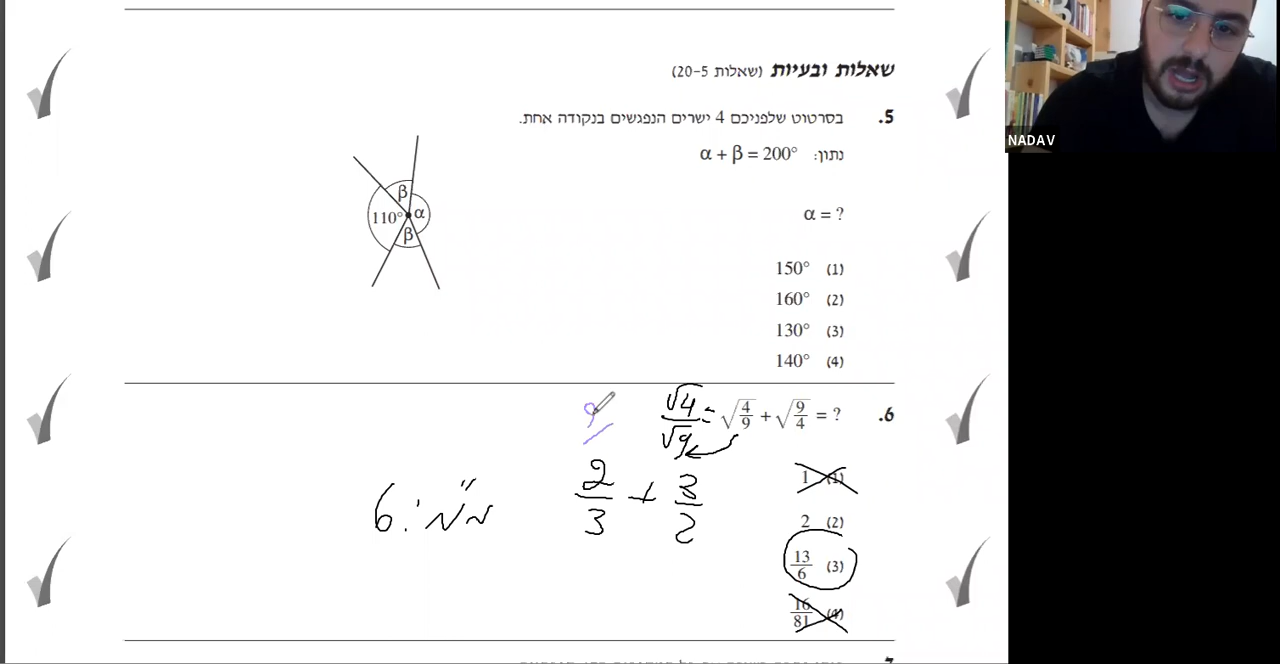 שאלות ובעיות (שאלות 5-20)
5. בסרטוט שלפניכם 4 ישרים הנפגשים בנקודה אחת.
נתון: α + β = 200°
α = ?
β
110° α
β
(1) 150°
(2) 160°
(3) 130°
(4) 140°
6. √(4/9) + √(9/4) = ?
√4/√9 =
9
2/3 + 3/2
(1) 1
(2) 2
(3) 13/6
(4) 16/81
NADAV